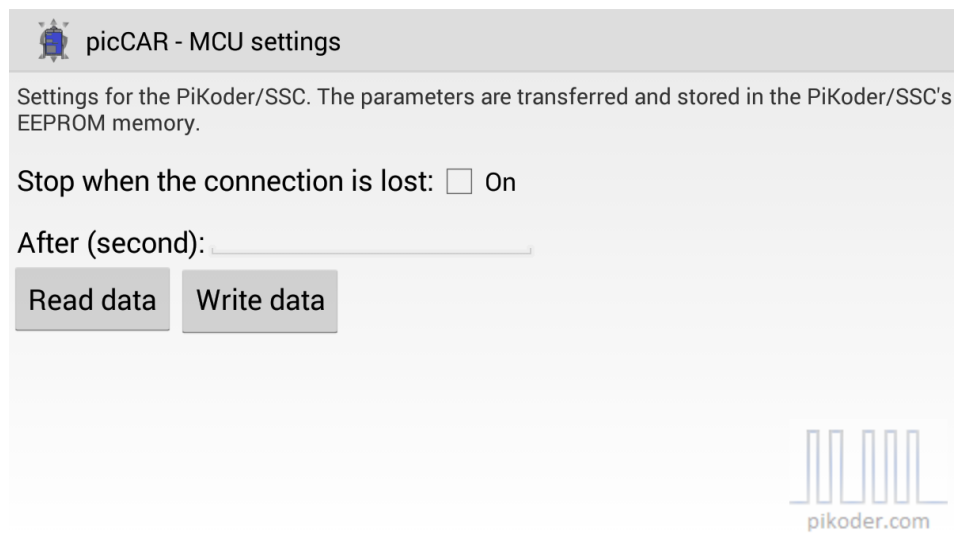 picCAR - MCU settings
Settings for the PiKoder/SSC. The parameters are transferred and stored in the PiKoder/SSC's
EEPROM memory.
Stop when the connection is lost: On
After (second):
Read data Write data
pikoder.com